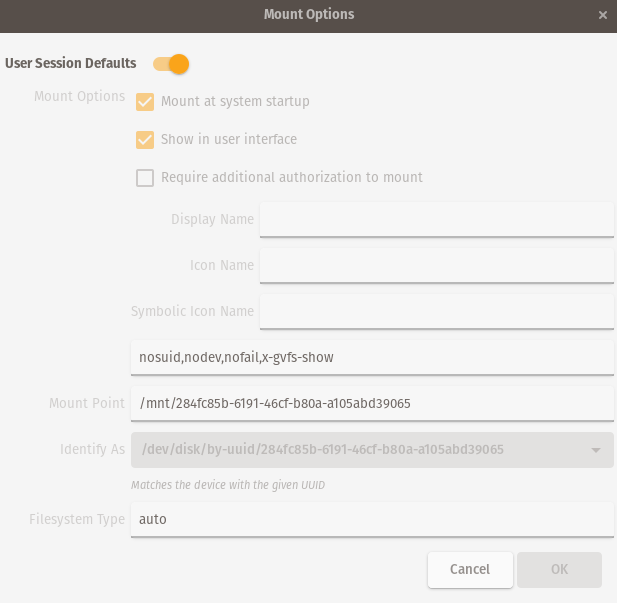 Mount Options
User Session Defaults
Mount Options
Mount at system startup
Show in user interface
Require additional authorization to mount
Display Name
Icon Name
Symbolic Icon Name
nosuid,nodev,nofail,x-gvfs-show
Mount Point /mnt/284fc85b-6191-46cf-b80a-a105abd39065
Identify As /dev/disk/by-uuid/284fc85b-6191-46cf-b80a-a105abd39065
Matches the device with the given UUID
Filesystem Type auto
Cancel OK